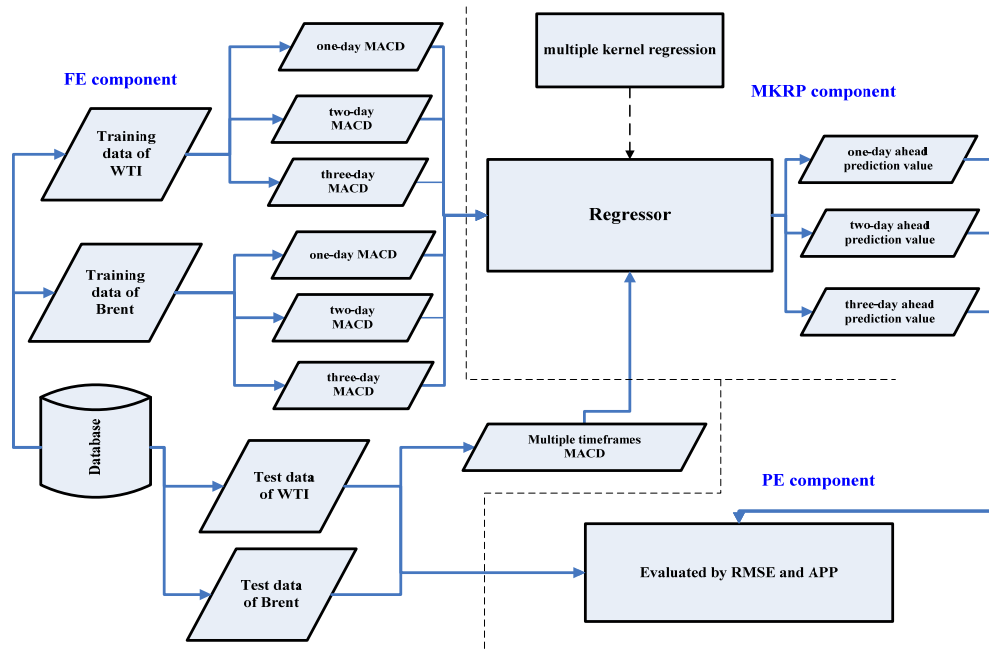 FE component
Training
data of
WTI
Training
data of
Brent
Database
one-day MACD
two-day
MACD
three-day
MACD
one-day MACD
two-day
MACD
three-day
MACD
Test data
of WTI
Test data
of Brent
Multiple timeframes
MACD
multiple kernel regression
Regressor
MKRP component
one-day ahead
prediction value
two-day ahead
prediction value
three-day ahead
prediction value
PE component
Evaluated by RMSE and APP